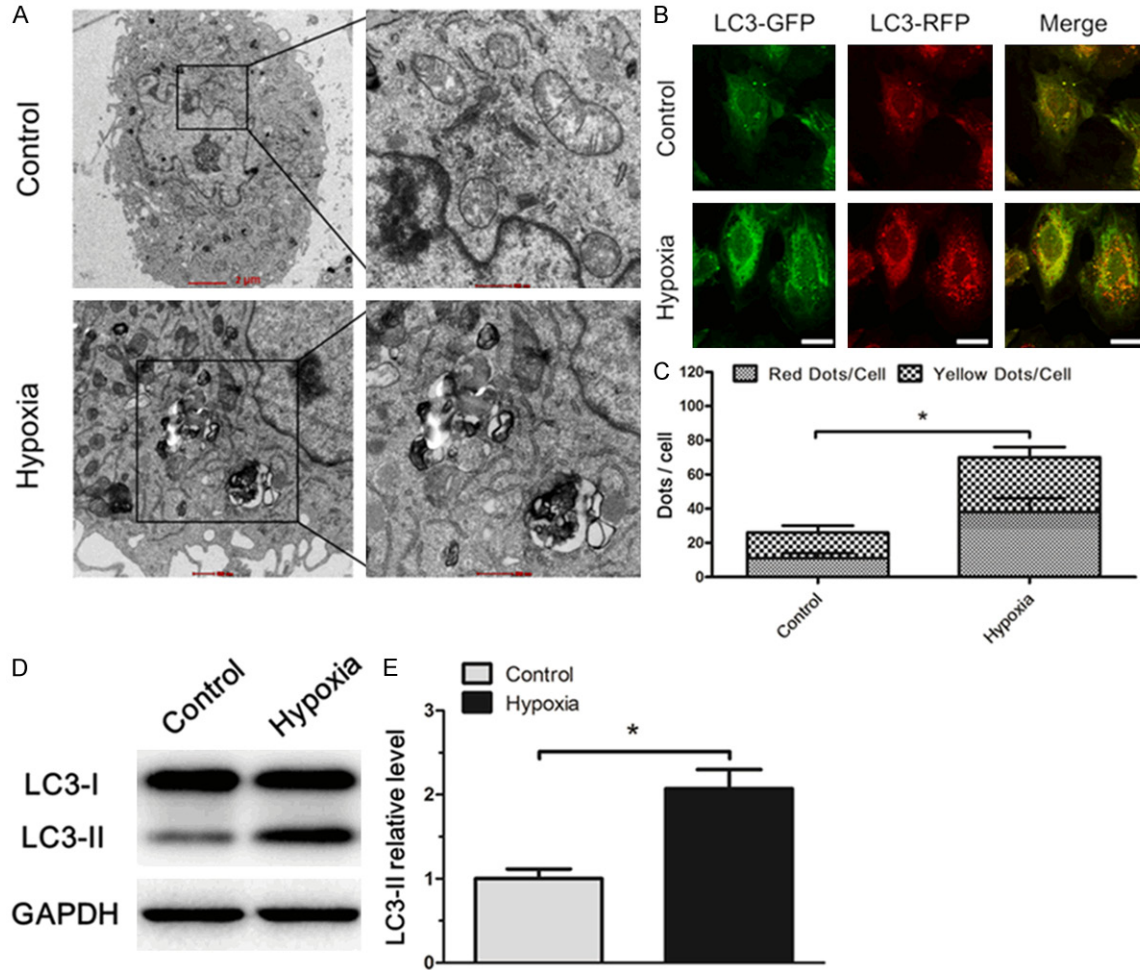 A
Control
2 µm
Hypoxia
B
LC3-GFP LC3-RFP Merge
Control
Hypoxia
C
Red Dots/Cell Yellow Dots/Cell
*
Dots / cell
120
100
80
60
40
20
0
Control
Hypoxia
D
Control
Hypoxia
LC3-I
LC3-II
GAPDH
E
Control
Hypoxia
*
LC3-II relative level
3
2
1
0